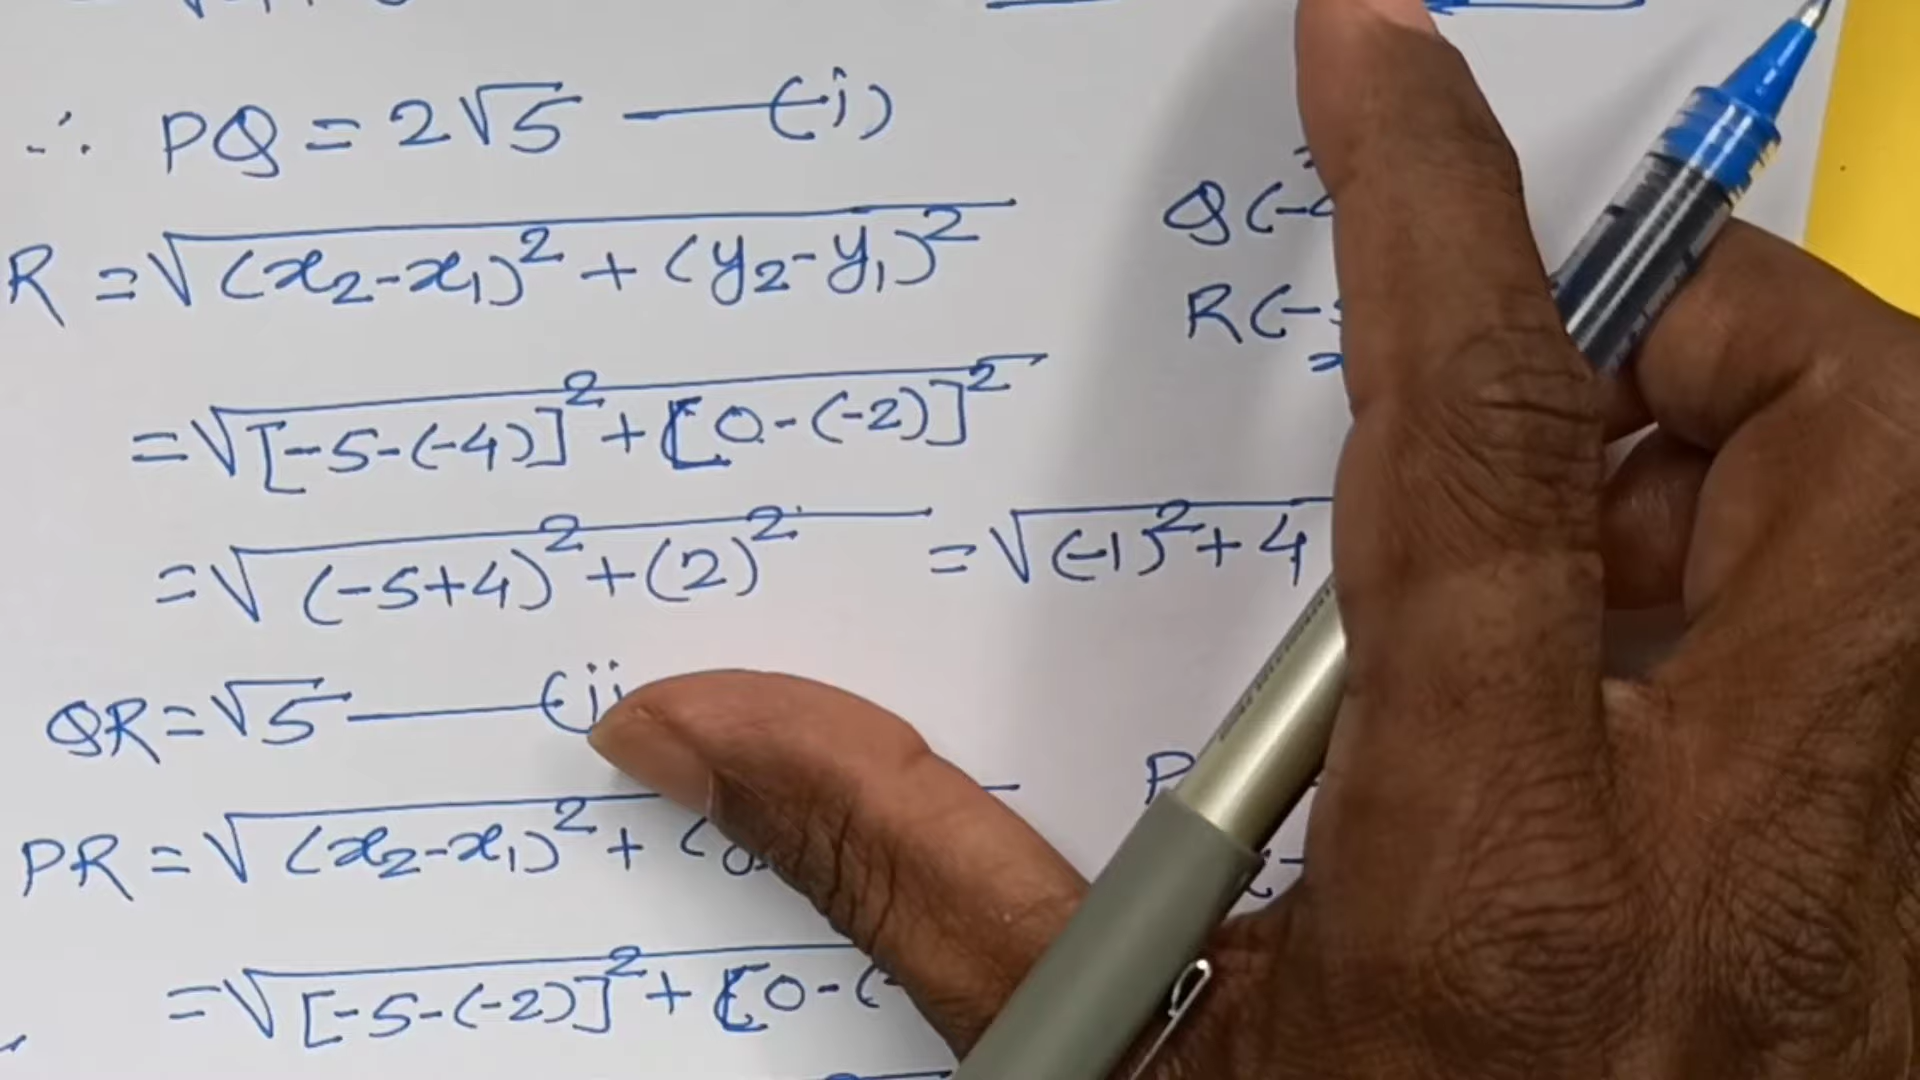 ∴ PQ = 2√5 —(i)
R = √(x₂-x₁)² + (y₂-y₁)²
Q(-
R(-
= √[-5-(-4)]² + [0-(-2)]²
= √(-5+4)² + (2)² = √(-1)² + 4
QR = √5 —(ii
PR = √(x₂-x₁)² + (
P
= √[-5-(-2)]² + [0-(-